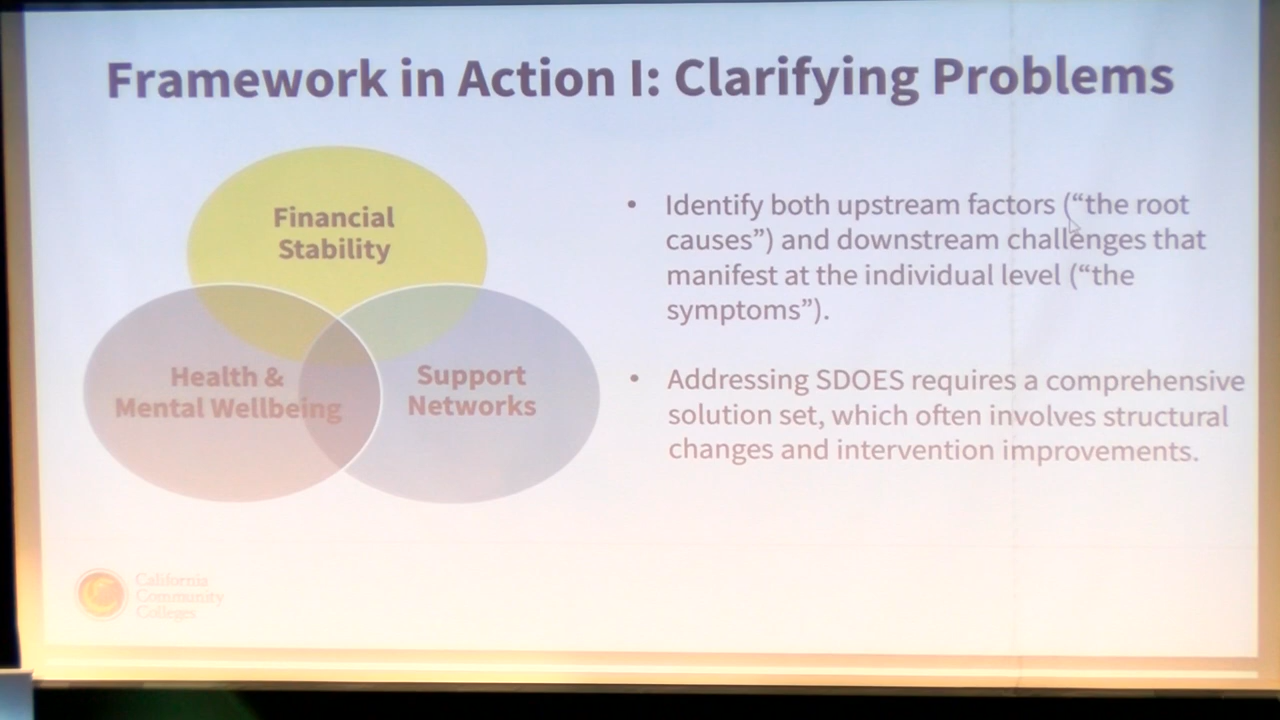 Framework in Action I: Clarifying Problems
Financial
Stability
Health &
Mental Wellbeing
Support
Networks
• Identify both upstream factors (“the root
causes”) and downstream challenges that
manifest at the individual level (“the
symptoms”).
• Addressing SDOES requires a comprehensive
solution set, which often involves structural
changes and intervention improvements.
California
Community
Colleges